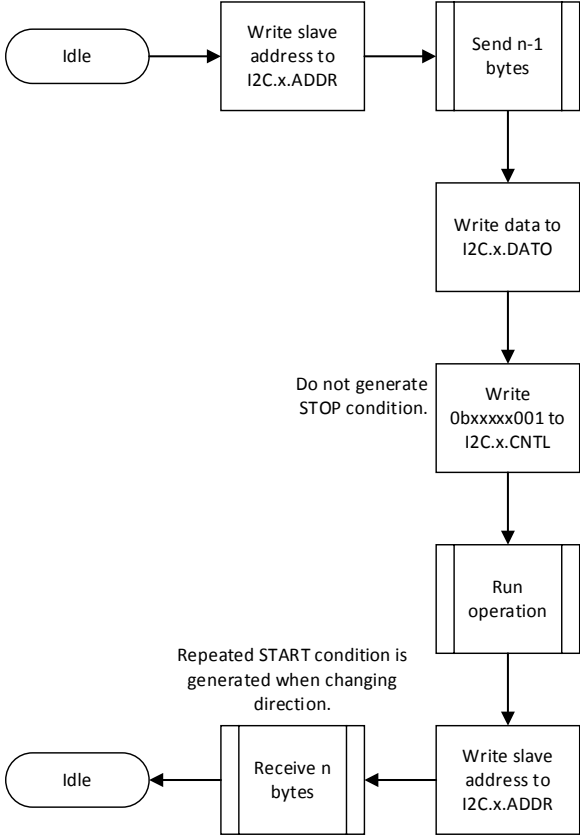 Idle
Write slave
address to
I2C.x.ADDR
Send n-1
bytes
Write data to
I2C.x.DATO
Do not generate
STOP condition.
Write
0bxxxxx001 to
I2C.x.CNTL
Run
operation
Repeated START condition is
generated when changing
direction.
Idle
Receive n
bytes
Write slave
address to
I2C.x.ADDR